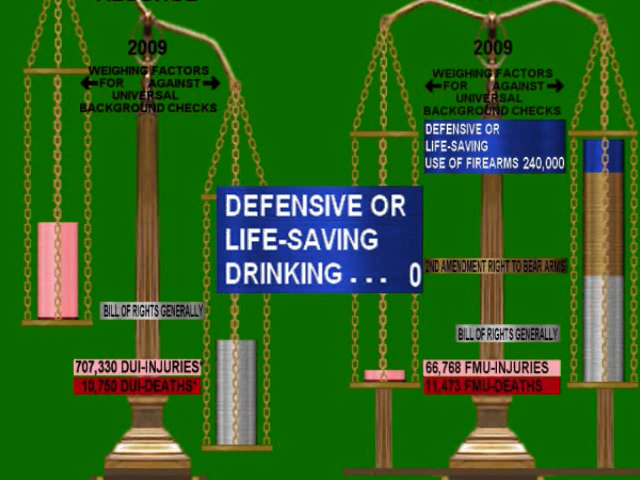 2009
WEIGHING FACTORS
FOR AGAINST
UNIVERSAL
BACKGROUND CHECKS
BILL OF RIGHTS GENERALLY
707,330 DUI-INJURIES*
10,750 DUI-DEATHS*
DEFENSIVE OR
LIFE-SAVING
DRINKING . . . 0
2009
WEIGHING FACTORS
FOR AGAINST
UNIVERSAL
BACKGROUND CHECKS
DEFENSIVE OR
LIFE-SAVING
USE OF FIREARMS 240,000
2ND AMENDMENT RIGHT TO BEAR ARMS
BILL OF RIGHTS GENERALLY
66,768 FMU-INJURIES
11,473 FMU-DEATHS